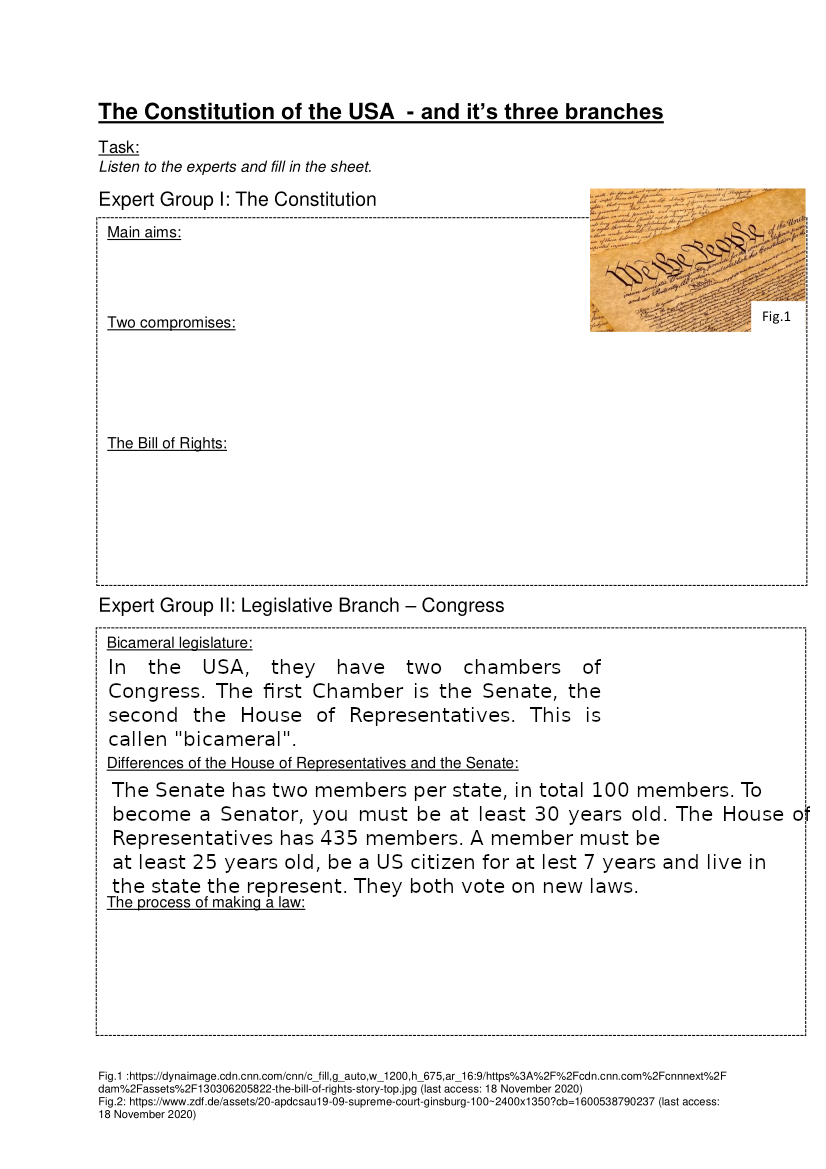 The Constitution of the USA  - and it’s three branches
Task:
Listen to the experts and fill in the sheet.
Expert Group I: The Constitution
Main aims:
We the People
of the Unite
Fig.1
Two compromises:
The Bill of Rights:
Expert Group II: Legislative Branch – Congress
Bicameral legislature:
In the USA, they have two chambers of
Congress. The first Chamber is the Senate, the
second the House of Representatives. This is
callen "bicameral".
Differences of the House of Representatives and the Senate:
The Senate has two members per state, in total 100 members. To
become a Senator, you must be at least 30 years old. The House of
Representatives has 435 members. A member must be
at least 25 years old, be a US citizen for at lest 7 years and live in
the state the represent. They both vote on new laws.
The process of making a law:
Fig.1 :https://dynaimage.cdn.cnn.com/cnn/c_fill,g_auto,w_1200,h_675,ar_16:9/https%3A%2F%2Fcdn.cnn.com%2Fcnnnext%2F
dam%2Fassets%2F130306205822-the-bill-of-rights-story-top.jpg (last access: 18 November 2020)
Fig.2: https://www.zdf.de/assets/20-apdcsau19-09-supreme-court-ginsburg-100~2400x1350?cb=1600538790237 (last access:
18 November 2020)